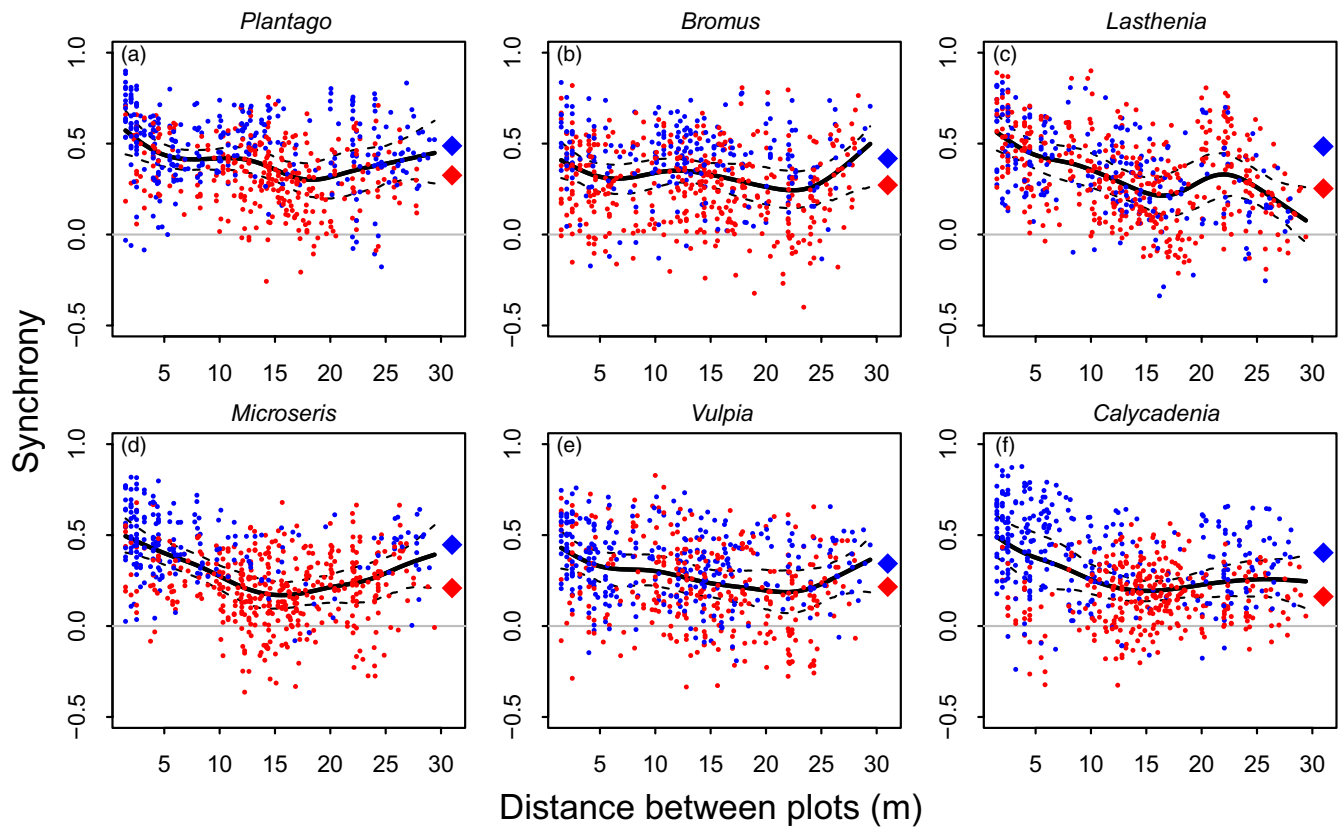 Plantago
Bromus
Lasthenia
(a)
(b)
(c)
1.0
0.5
0.0
−0.5
1.0
0.5
0.0
−0.5
1.0
0.5
0.0
−0.5
5 10 15 20 25 30
5 10 15 20 25 30
5 10 15 20 25 30
Synchrony
Microseris
Vulpia
Calycadenia
(d)
(e)
(f)
1.0
0.5
0.0
−0.5
1.0
0.5
0.0
−0.5
1.0
0.5
0.0
−0.5
5 10 15 20 25 30
5 10 15 20 25 30
5 10 15 20 25 30
Distance between plots (m)